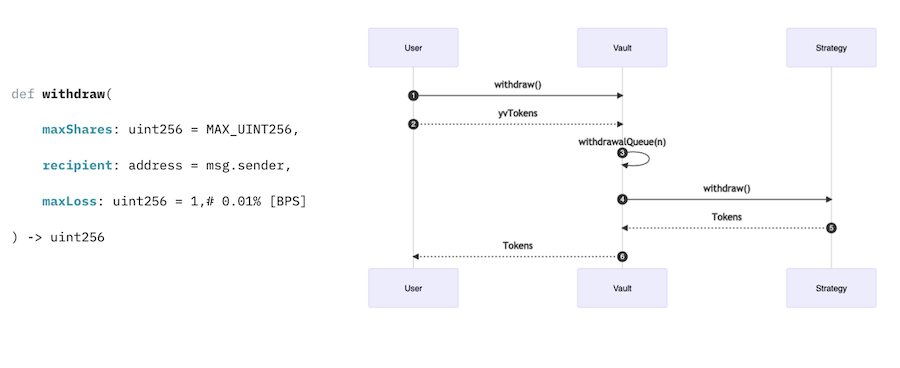 def withdraw(
maxShares: uint256 = MAX_UINT256,
recipient: address = msg.sender,
maxLoss: uint256 = 1,# 0.01% [BPS]
) -> uint256
User Vault Strategy
1 withdraw()
2 yvTokens
withdrawalQueue(n)
3
4 withdraw()
Tokens 5
Tokens 6
User Vault Strategy